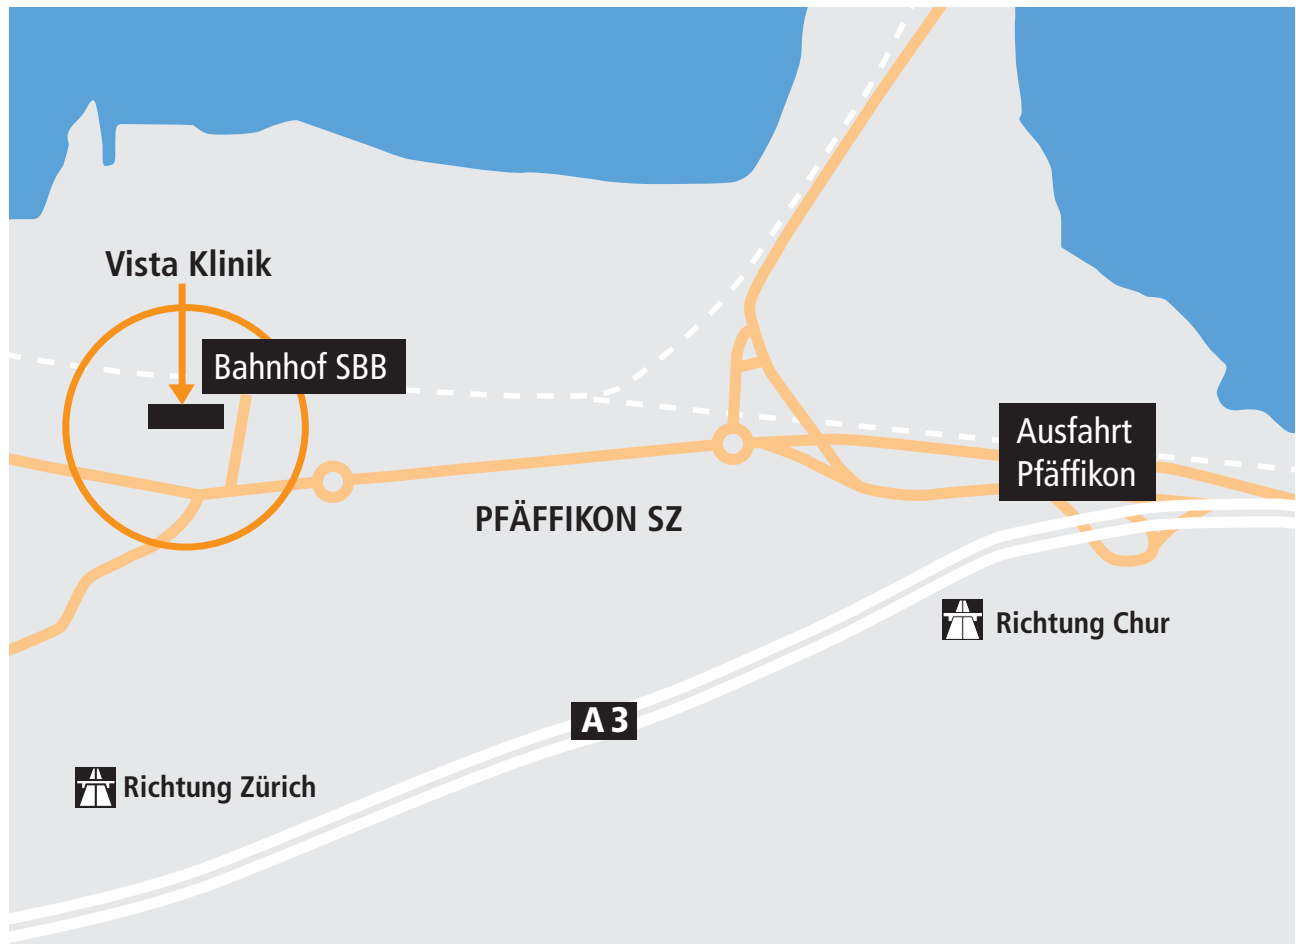 Vista Klinik
Bahnhof SBB
Ausfahrt
Pfäffikon
PFÄFFIKON SZ
Richtung Chur
A 3
Richtung Zürich